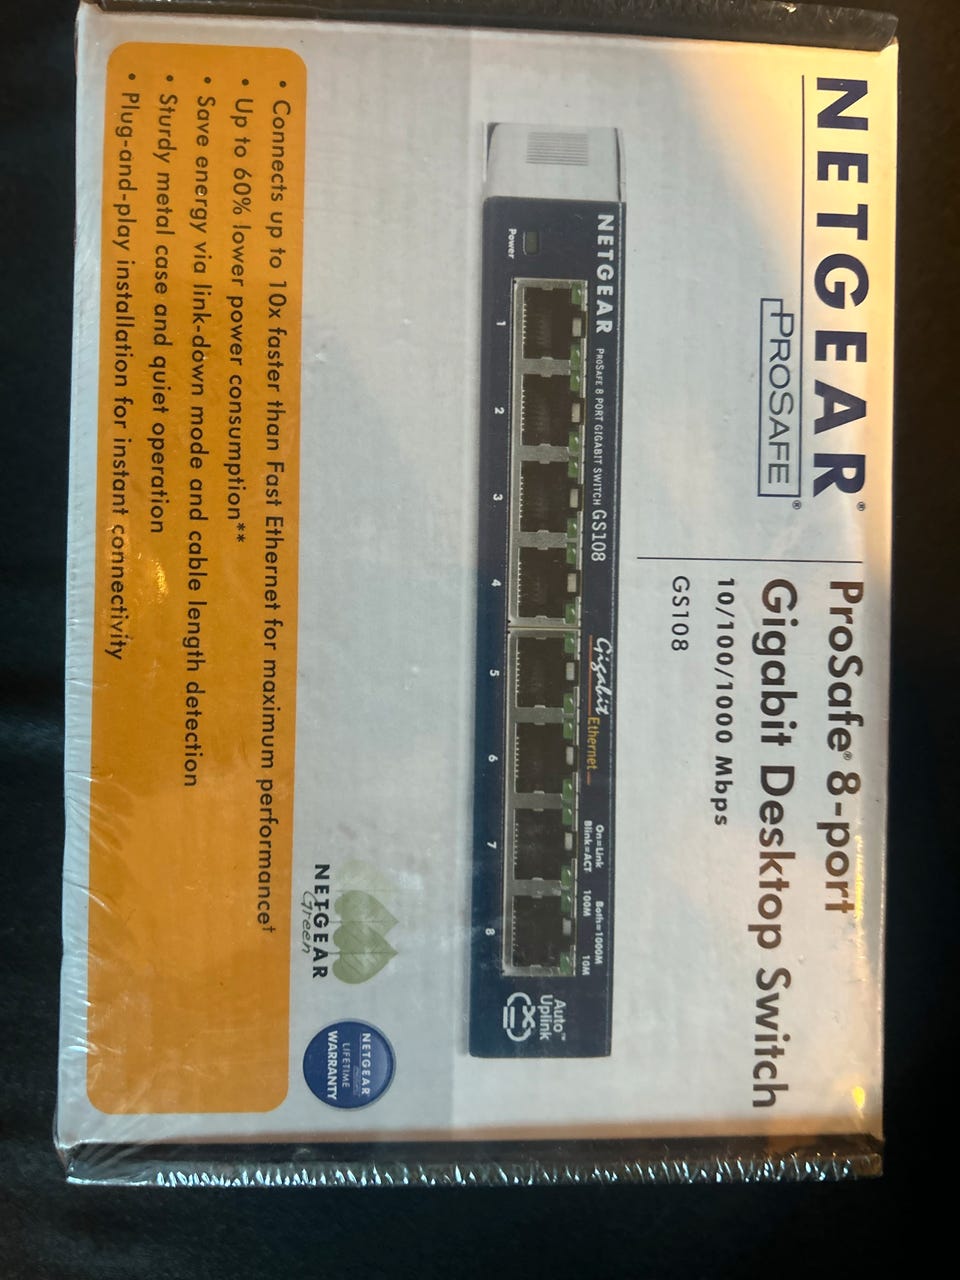 NETGEAR®
PROSAFE®
ProSafe® 8-port
Gigabit Desktop Switch
10/100/1000 Mbps
GS108
NETGEAR PROSAFE 8 PORT GIGABIT SWITCH GS108
Gigabit Ethernet
On=Link
Blink=ACT
Both=1000M
100M 10M
Power
1 2 3 4 5 6 7 8
Auto™
Uplink
NETGEAR
Green
NETGEAR
LIFETIME
WARRANTY
• Connects up to 10x faster than Fast Ethernet for maximum performance†
• Up to 60% lower power consumption**
• Save energy via link-down mode and cable length detection
• Sturdy metal case and quiet operation
• Plug-and-play installation for instant connectivity